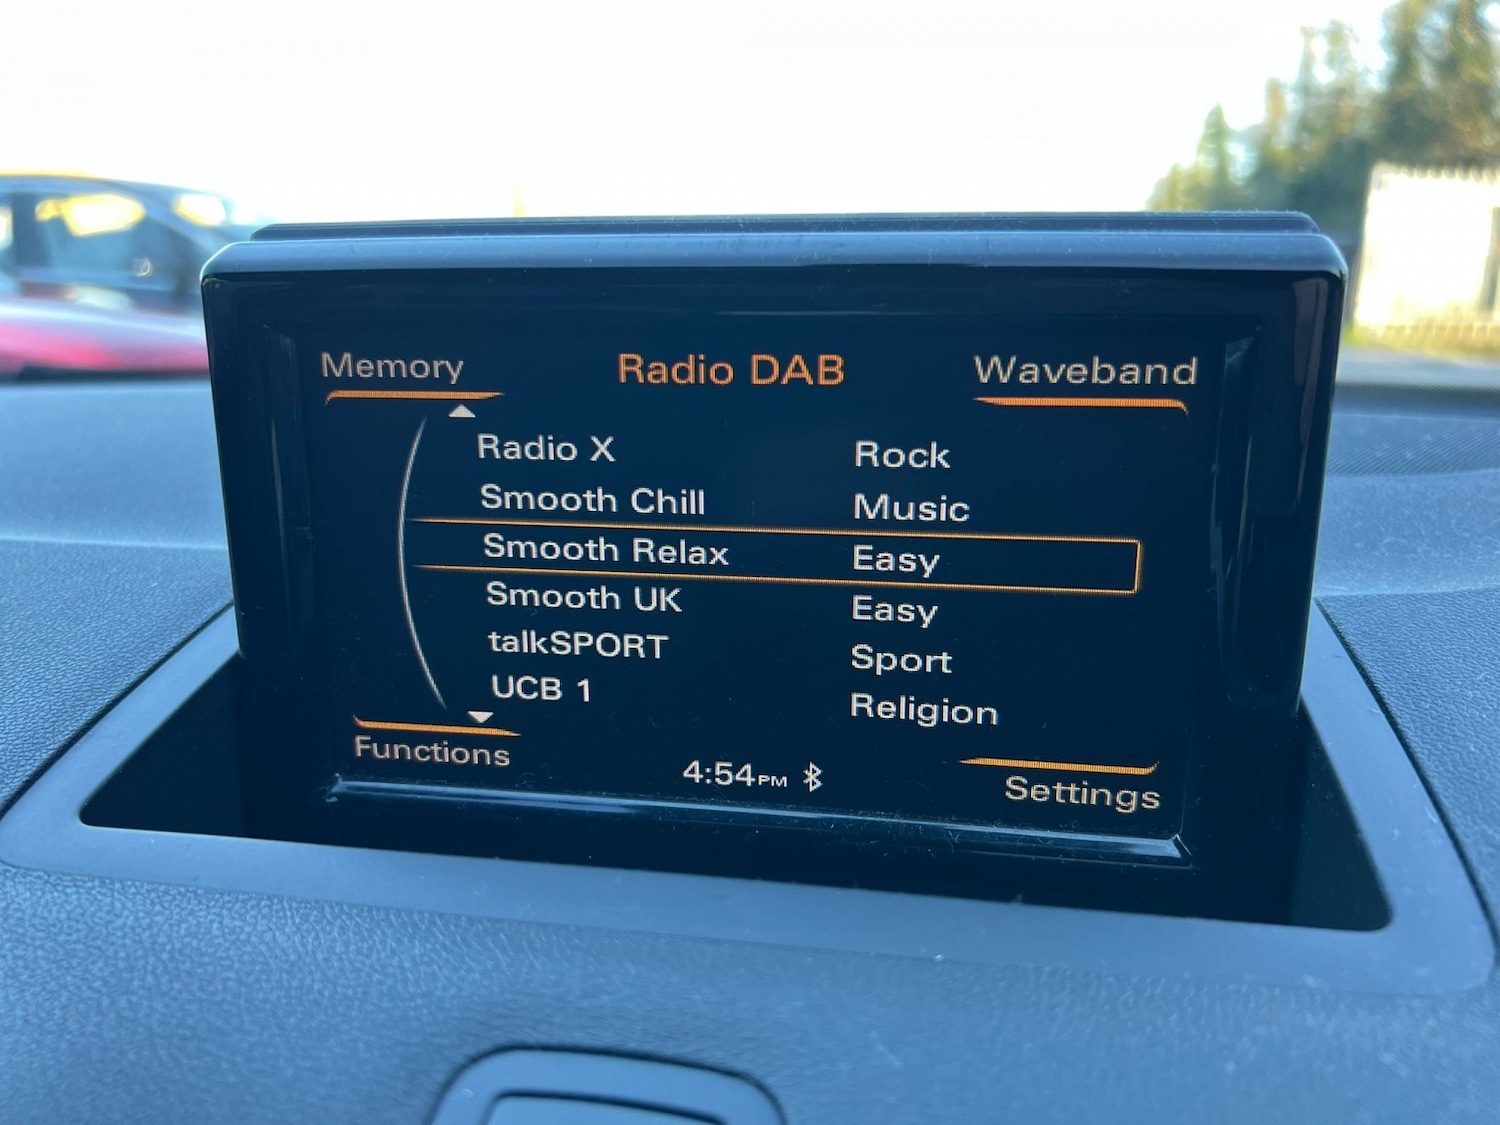 Memory Radio DAB Waveband
Radio X Rock
Smooth Chill Music
Smooth Relax Easy
Smooth UK Easy
talkSPORT Sport
UCB 1 Religion
Functions 4:54PM Settings